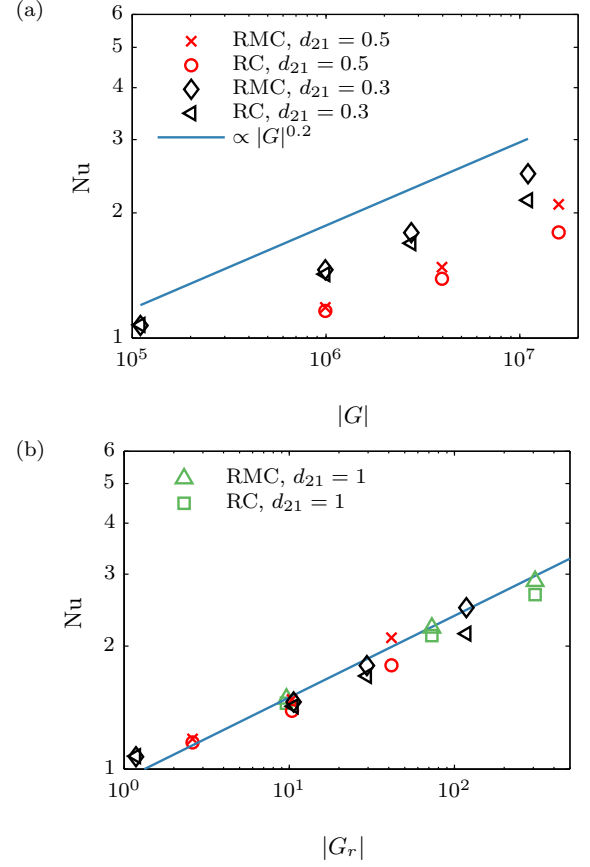 (a)
6
5
4
3
2
1
Nu
RMC, d₂₁ = 0.5
RC, d₂₁ = 0.5
RMC, d₂₁ = 0.3
RC, d₂₁ = 0.3
∝ |G|⁰·²
10⁵ 10⁶ 10⁷
|G|
(b)
6
5
4
3
2
1
Nu
RMC, d₂₁ = 1
RC, d₂₁ = 1
10⁰ 10¹ 10²
|Gᵣ|